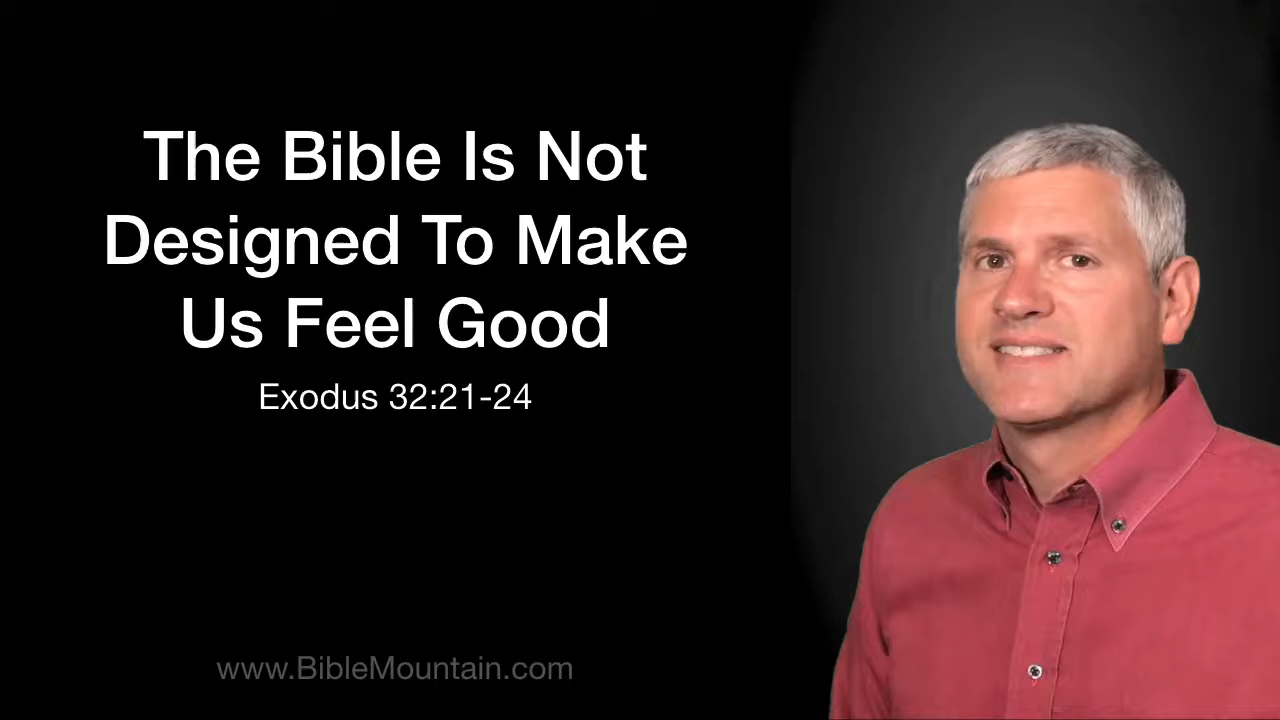 The Bible Is Not
Designed To Make
Us Feel Good
Exodus 32:21-24
www.BibleMountain.com